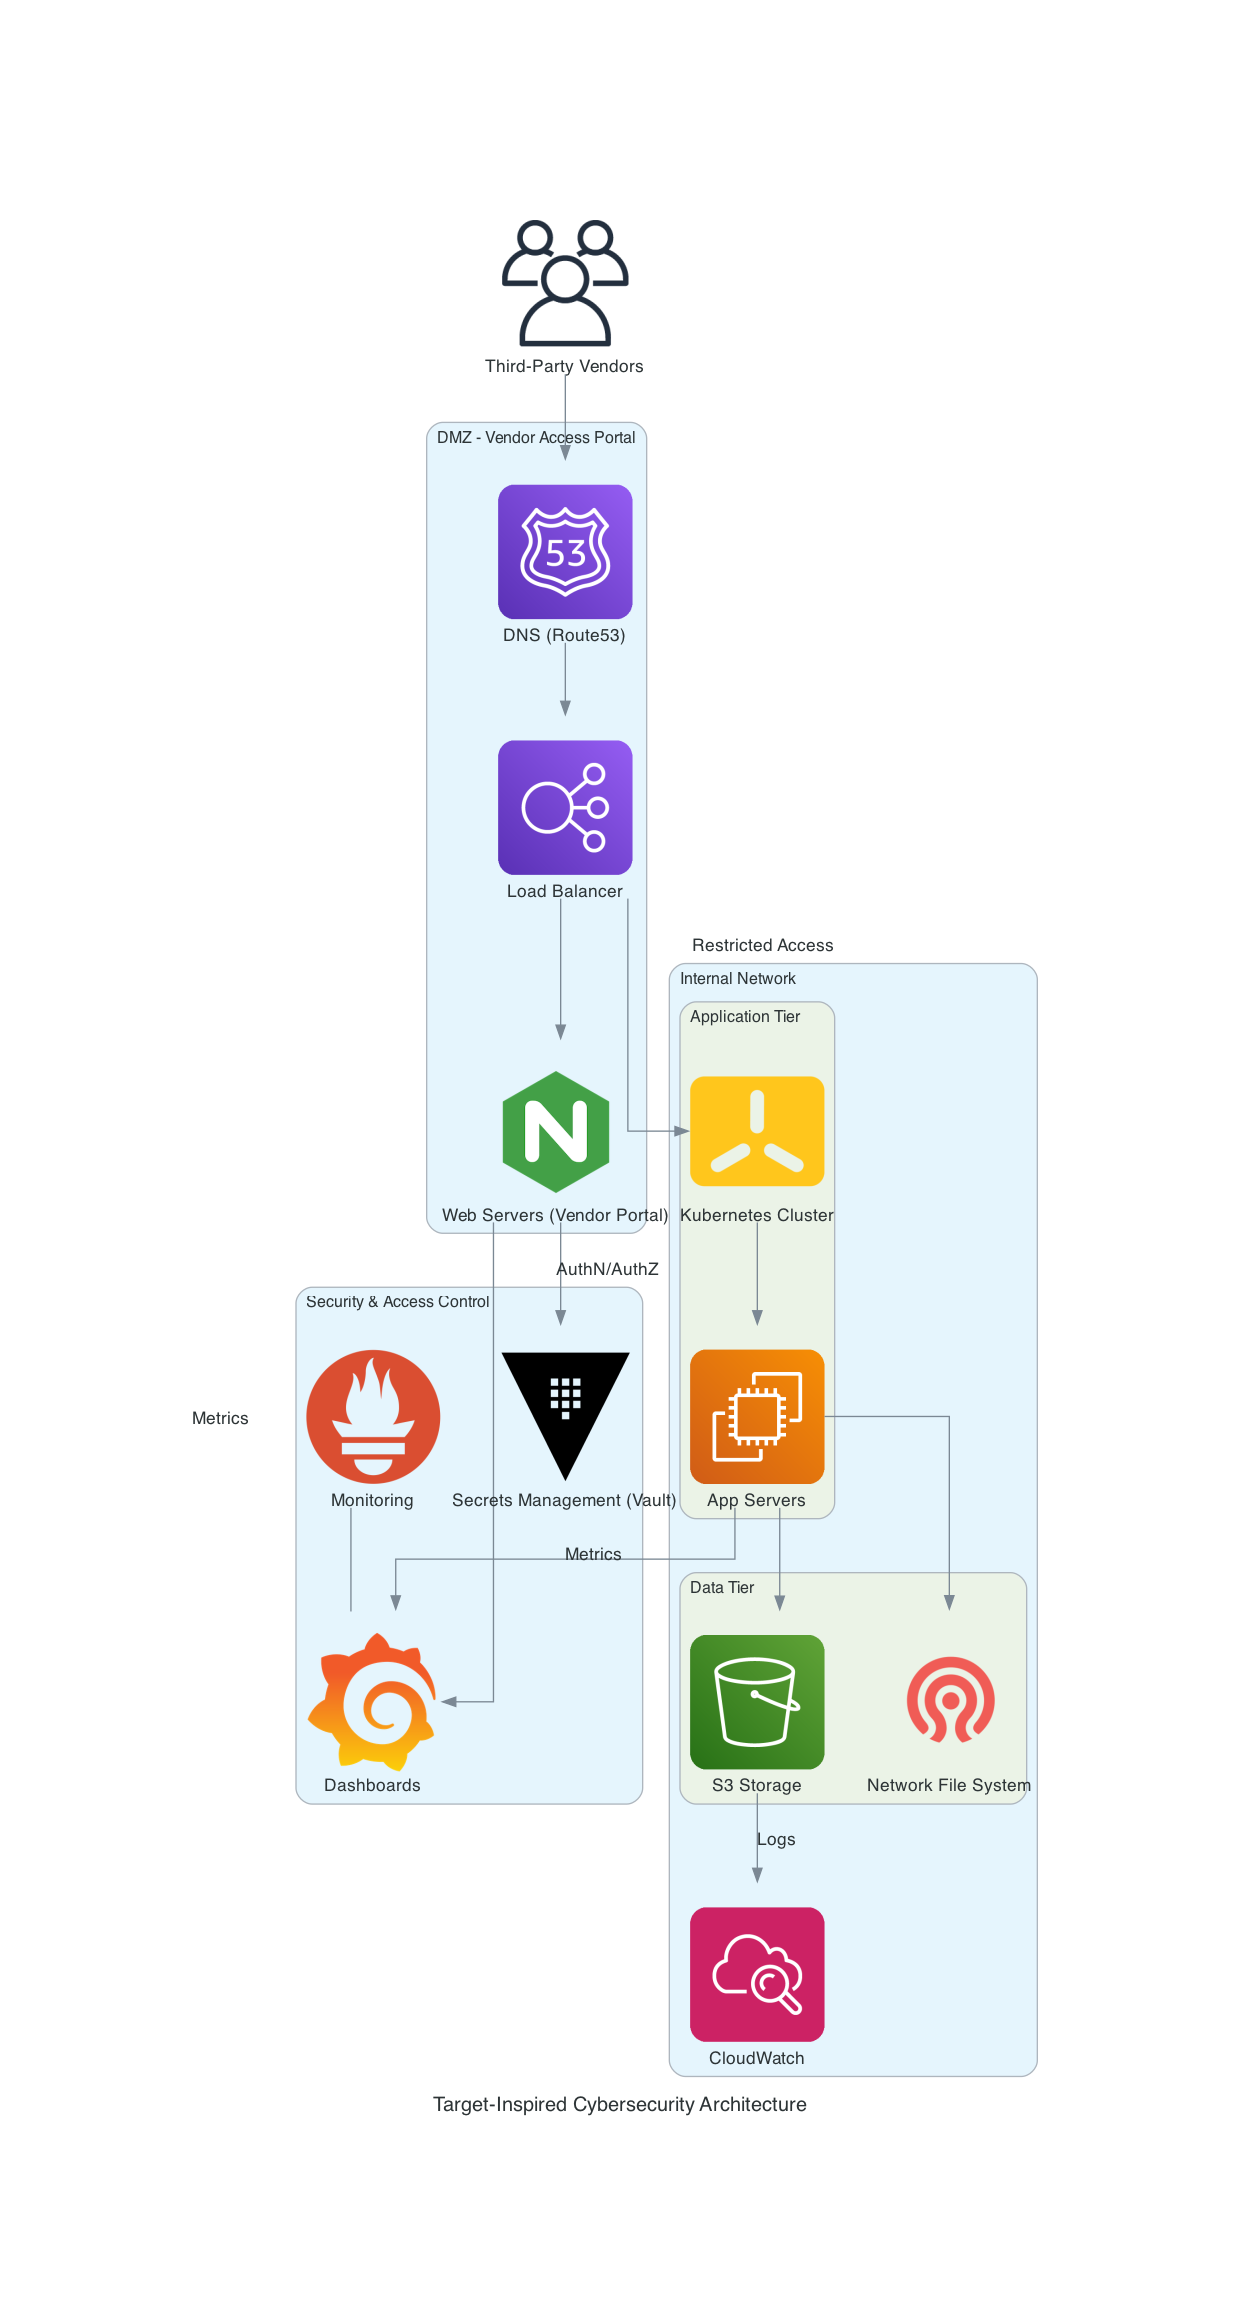 Third-Party Vendors
DMZ - Vendor Access Portal
53
DNS (Route53)
Load Balancer
Restricted Access
Internal Network
Application Tier
N
Web Servers (Vendor Portal)
Kubernetes Cluster
AuthN/AuthZ
Security & Access Control
Metrics
Monitoring
Secrets Management (Vault)
App Servers
Metrics
Data Tier
Dashboards
S3 Storage
Network File System
Logs
CloudWatch
Target-Inspired Cybersecurity Architecture